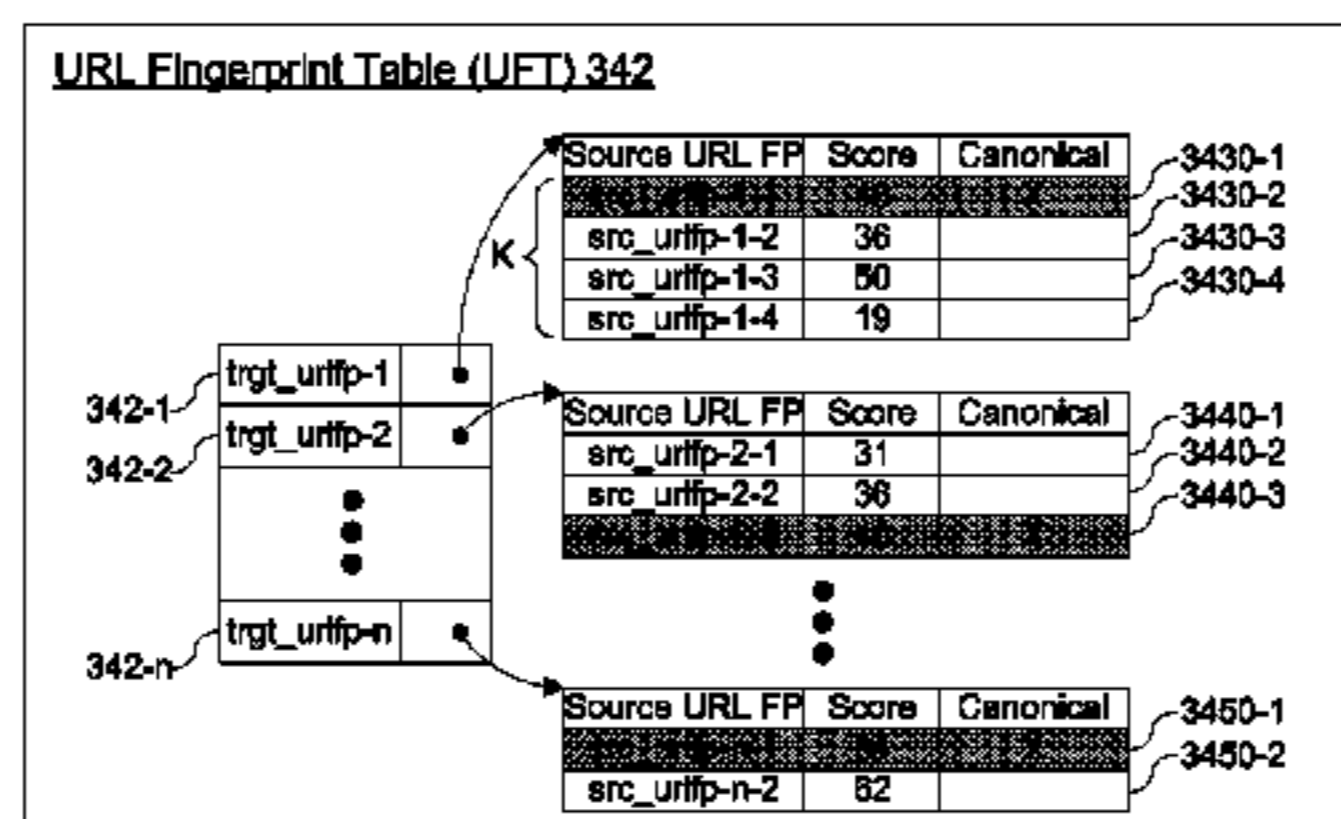 URL Fingerprint Table (UFT) 342
Source URL FP Score Canonical
3430-1
3430-2
src_urlfp-1-2 36
K
3430-3
src_urlfp-1-3 50
3430-4
src_urlfp-1-4 19
trgt_urlfp-1
342-1
Source URL FP Score Canonical
3440-1
trgt_urlfp-2
342-2
src_urlfp-2-1 31
3440-2
src_urlfp-2-2 36
3440-3
trgt_urlfp-n
342-n
Source URL FP Score Canonical
3450-1
3450-2
src_urlfp-n-2 62